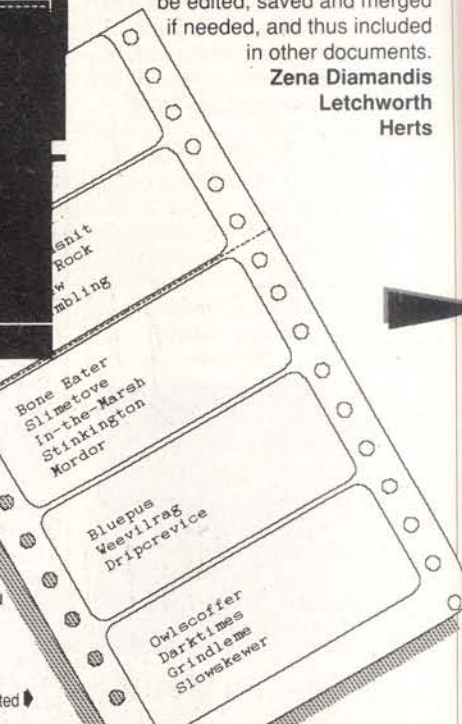 be edited, saved and merged
if needed, and thus included
in other documents.
Zena Diamandis
Letchworth
Herts
Rock
Bone Eater
Slimetove
In-the-Marsh
Stinkington
Mordor
Bluepus
Weevilrag
Dripcrevice
Owlscoffer
Darktimes
Grindleme
Slowskewer